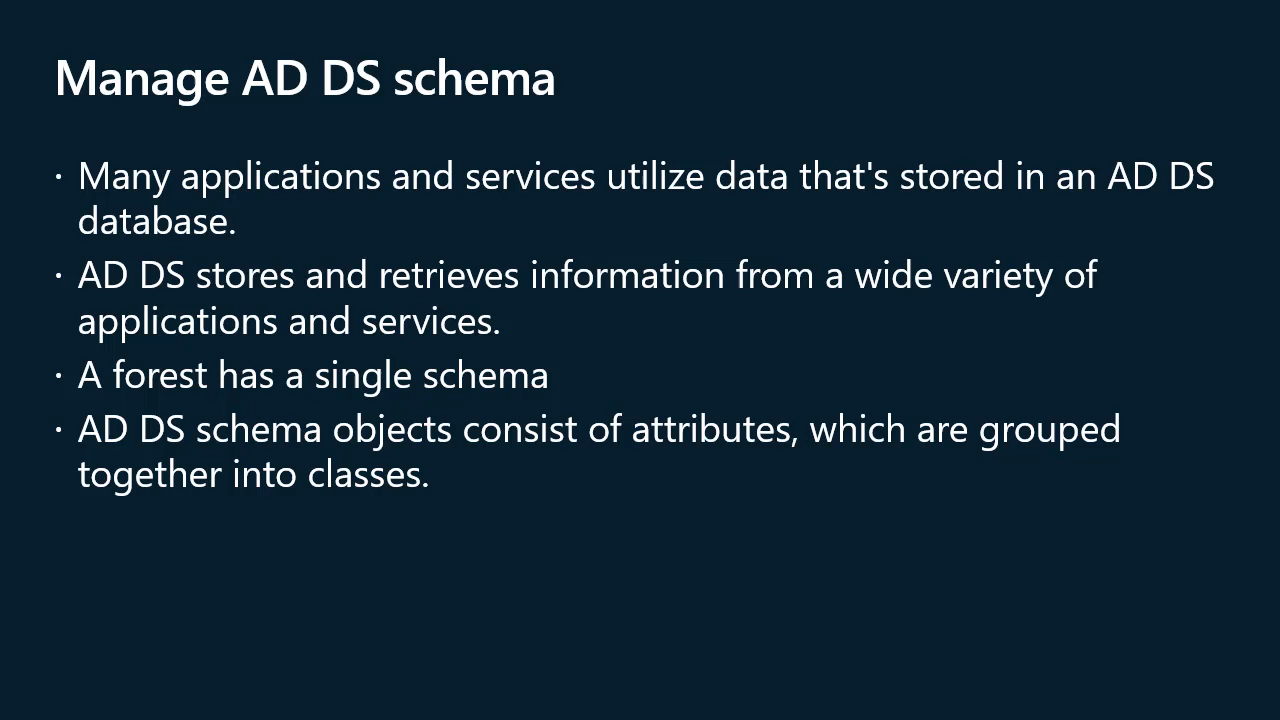 Manage AD DS schema
· Many applications and services utilize data that's stored in an AD DS
database.
· AD DS stores and retrieves information from a wide variety of
applications and services.
· A forest has a single schema
· AD DS schema objects consist of attributes, which are grouped
together into classes.